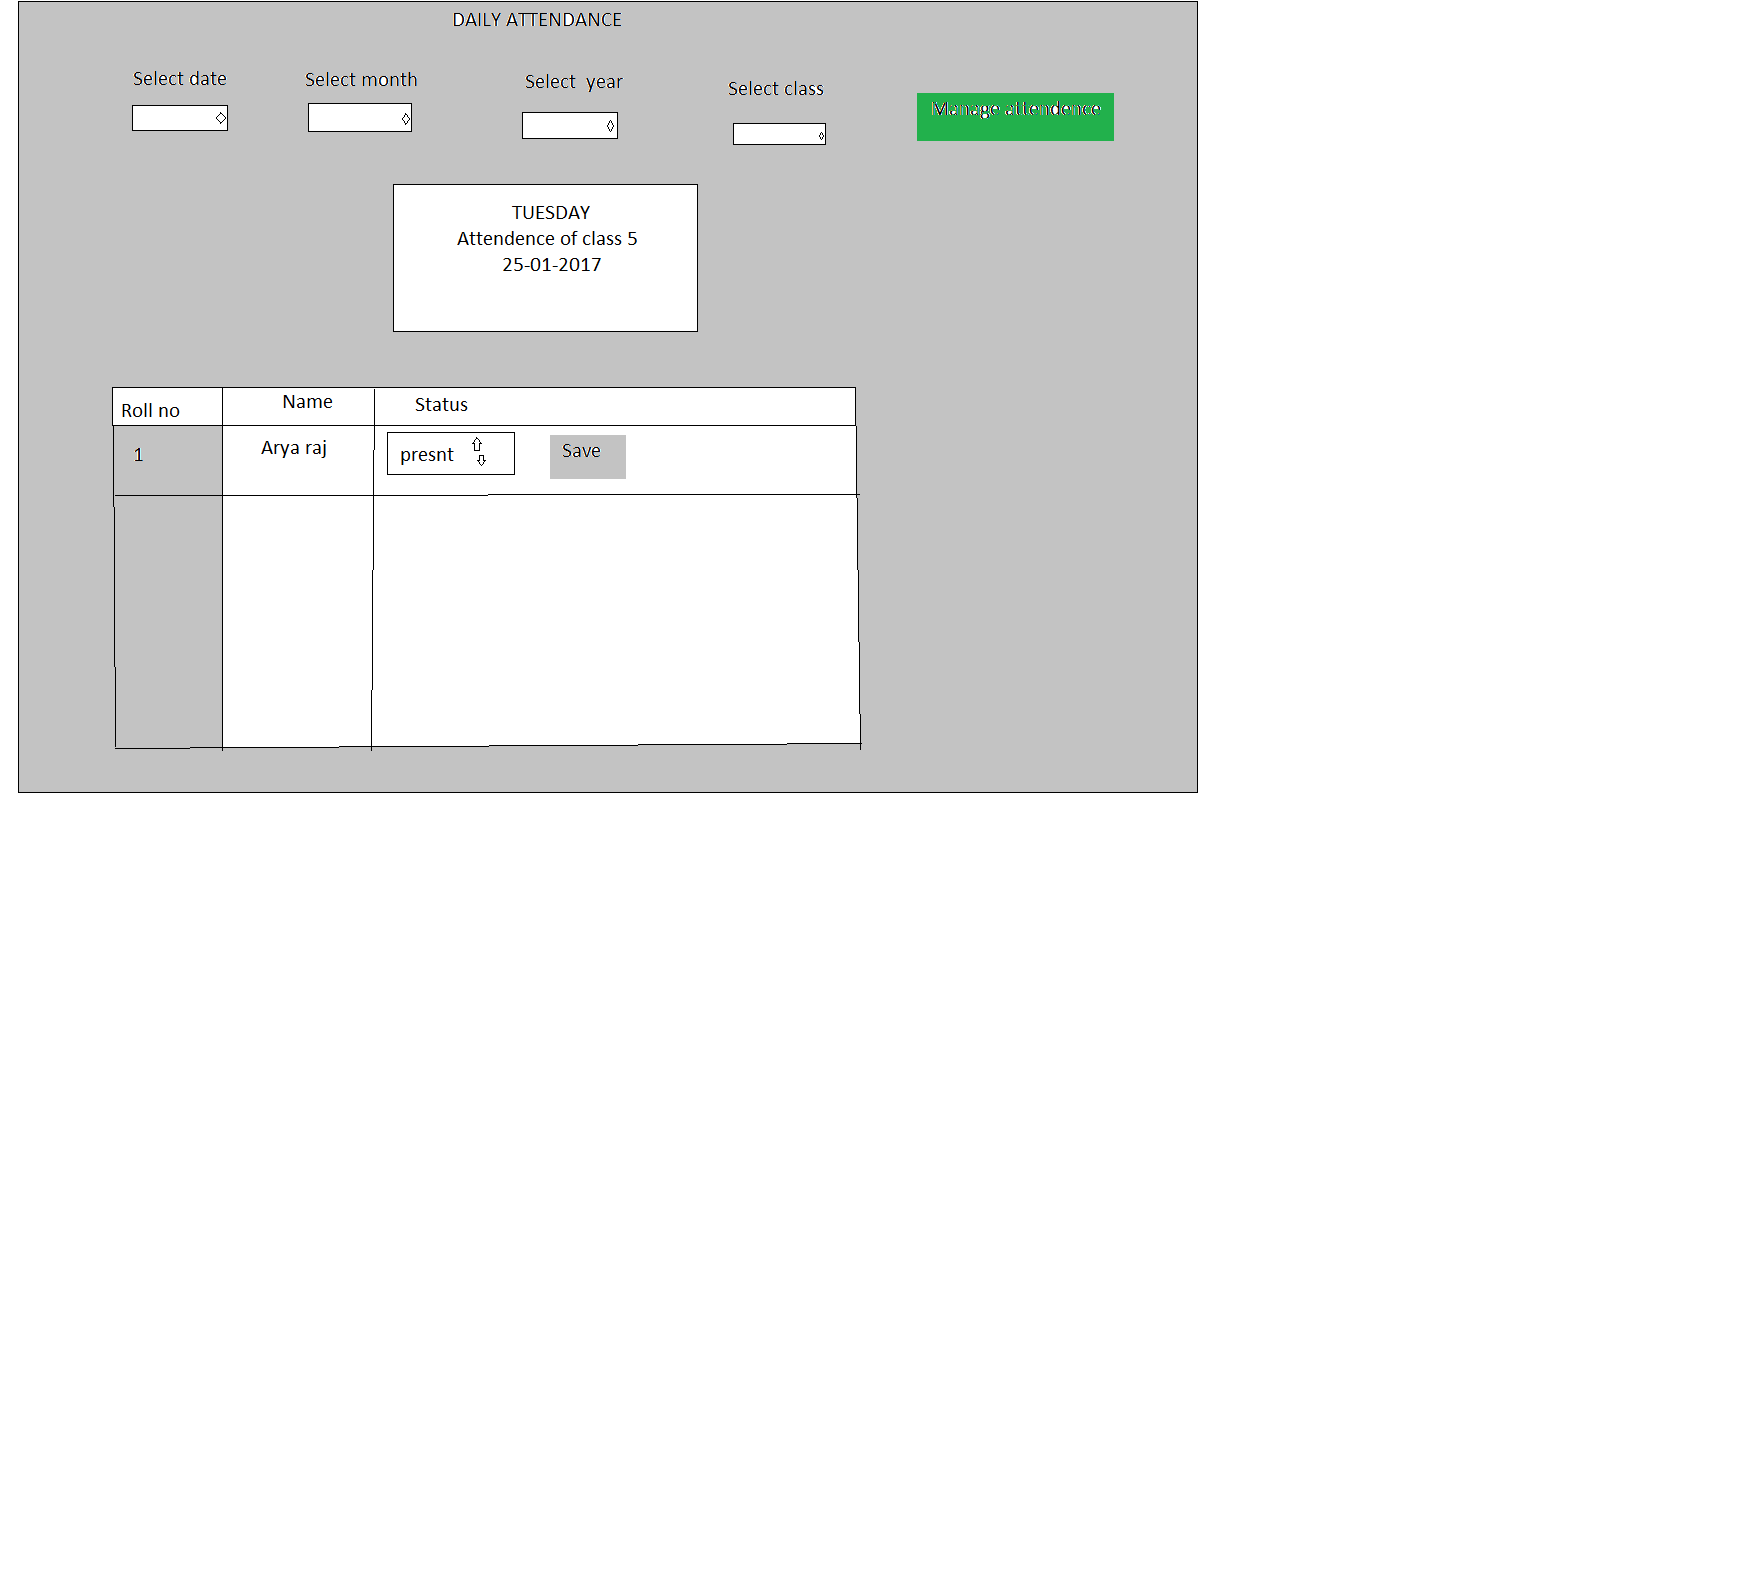 DAILY ATTENDANCE
Select date
Select month
Select year
Select class
Manage attendence
TUESDAY
Attendence of class 5
25-01-2017
Roll no
Name
Status
1
Arya raj
presnt
Save